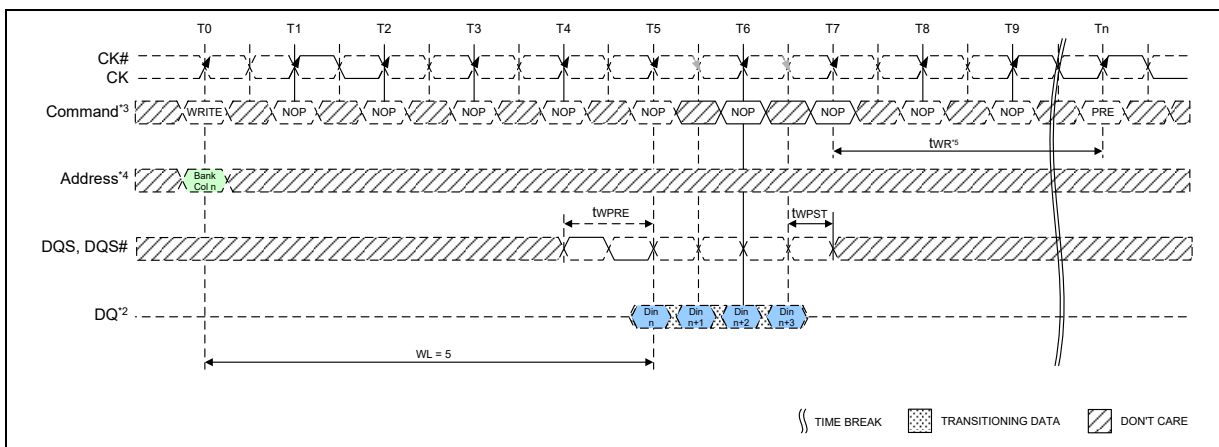 T0 T1 T2 T3 T4 T5 T6 T7 T8 T9 Tn
CK#
CK
Command*3 WRITE NOP NOP NOP NOP NOP NOP NOP NOP NOP PRE
tWR*5
Address*4 Bank
Col n
tWPRE tWPST
DQS, DQS#
DQ*2 Din
n Din
n+1 Din
n+2 Din
n+3
WL = 5
TIME BREAK TRANSITIONING DATA DON'T CARE